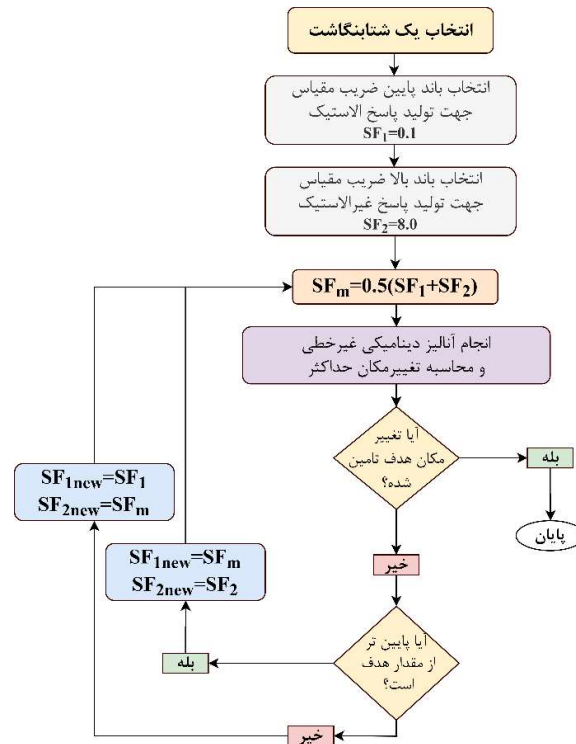 انتخاب یک شتابنگاشت
انتخاب باند پایین ضریب مقیاس
جهت تولید پاسخ الاستیک
SF₁=0.1
انتخاب باند بالا ضریب مقیاس
جهت تولید پاسخ غیرالاستیک
SF₂=8.0
SFₘ=0.5(SF₁+SF₂)
انجام آنالیز دینامیکی غیرخطی
و محاسبه تغییرمکان حداکثر
آیا تغییر
مکان هدف تامین
شده؟
بله
پایان
خیر
آیا پایین تر
از مقدار هدف
است؟
بله
SF1new=SFm
SF2new=SF2
خیر
SF1new=SF1
SF2new=SFm